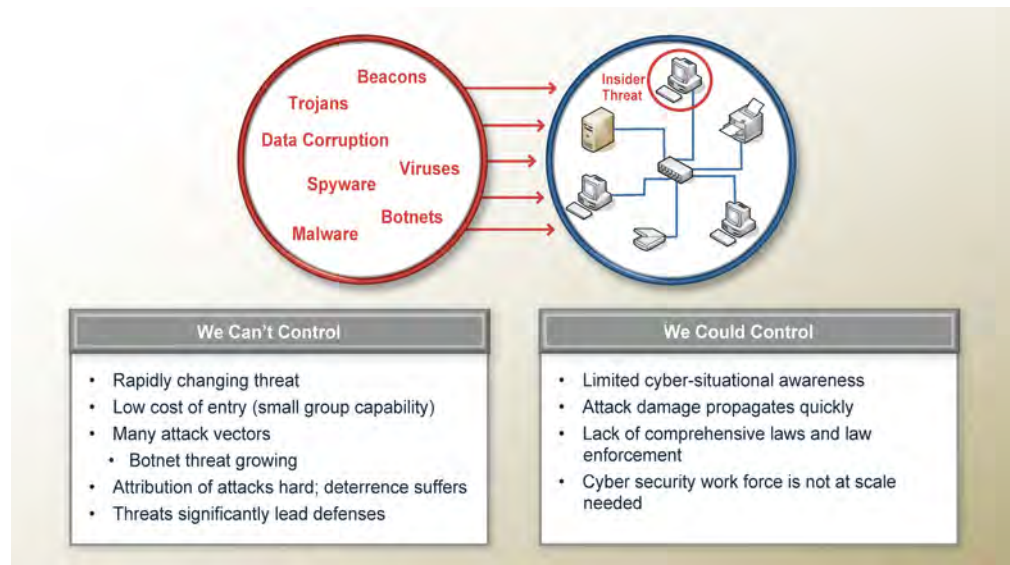 Beacons
Trojans
Data Corruption
Viruses
Spyware
Botnets
Malware
Insider
Threat
We Can't Control
• Rapidly changing threat
• Low cost of entry (small group capability)
• Many attack vectors
• Botnet threat growing
• Attribution of attacks hard; deterrence suffers
• Threats significantly lead defenses
We Could Control
• Limited cyber-situational awareness
• Attack damage propagates quickly
• Lack of comprehensive laws and law
enforcement
• Cyber security work force is not at scale
needed